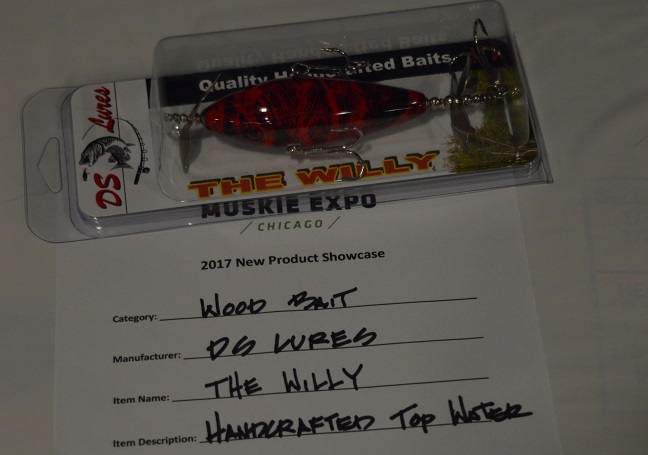 Quality Handcrafted Baits
DS Lures
THE WILLY
MUSKIE EXPO
/ CHICAGO /
2017 New Product Showcase
Category: WOOD BAIT
Manufacturer: DS LURES
Item Name: THE WILLY
Item Description: HANDCRAFTED TOP WATER